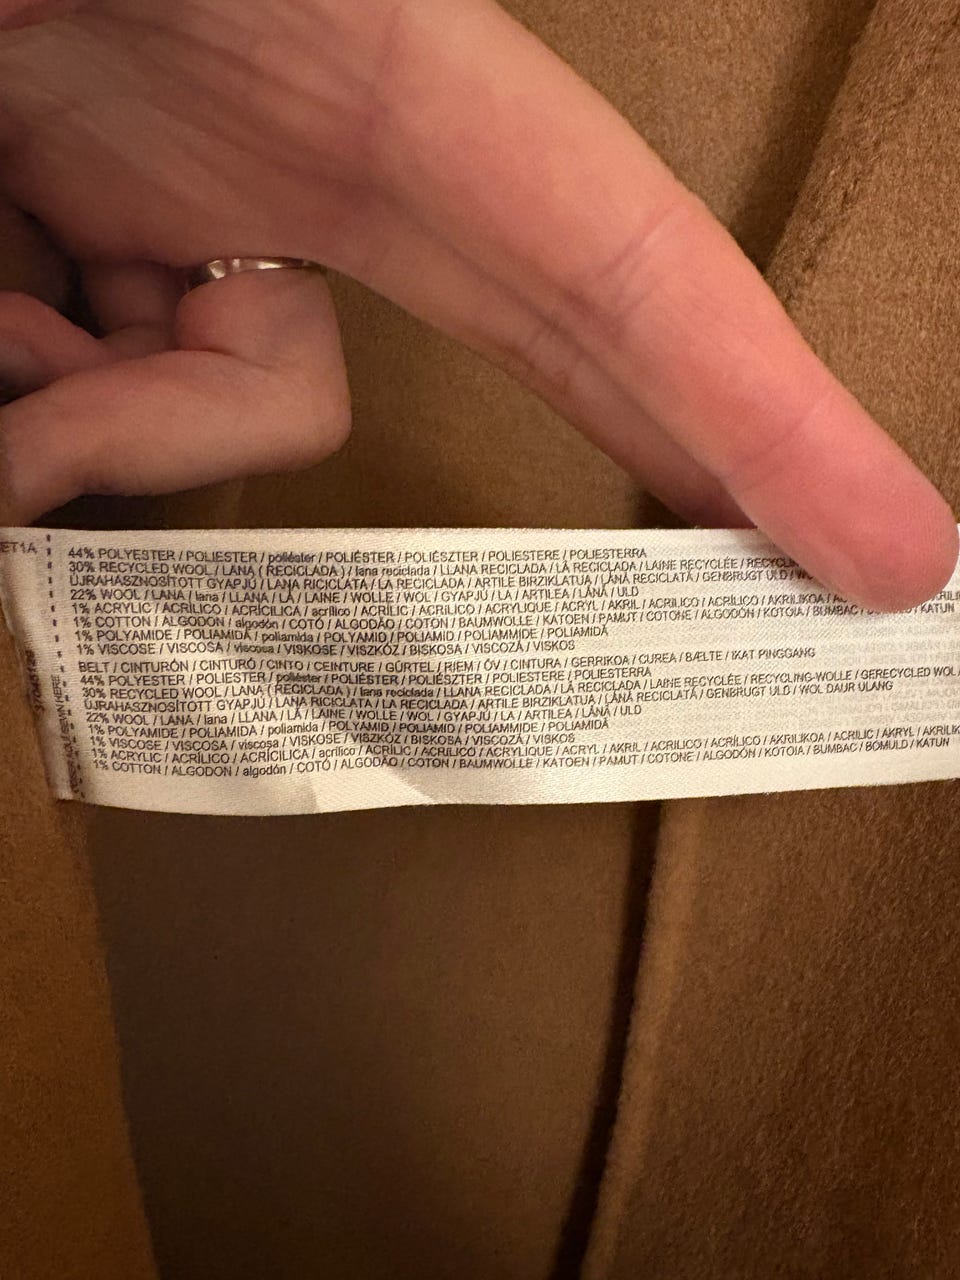 ET1A
44% POLYESTER / POLIESTER / poliéster / POLIÉSTER / POLIÉSZTER / POLIESTERE / POLIESTERRA
30% RECYCLED WOOL / LANA ( RECICLADA ) / lana reciclada / LLANA RECICLADA / LÃ RECICLADA / LAINE RECYCLÉE /
ÚJRAHASZNOSÍTOTT GYAPJÚ / LANA RICICLATA / LA RECICLADA / ARTILE BIRZIKLATUA / LÂNĂ RECICLATĂ / GENBRUGT ULD /
22% WOOL / LANA / lana / LLANA / LÃ / LAINE / WOLLE / WOL / GYAPJÚ / LA / ARTILEA / LÂNĂ / ULD
1% ACRYLIC / ACRÍLICO / ACRÍCILICA / acrílico / ACRÍLIC / ACRÍLICO / ACRYLIQUE / ACRYL / AKRIL / ACRILICO / ACRÍLICO / AKRILIKOA /
1% COTTON / ALGODON / algodón / COTÓ / ALGODÃO / COTON / BAUMWOLLE / KATOEN / PAMUT / COTONE / ALGODÓN / KOTOIA / BUMBAC / KATUN
1% POLYAMIDE / POLIAMIDA / poliamida / POLYAMID / POLIAMID / POLIAMMIDE / POLIAMIDĂ
1% VISCOSE / VISCOSA / viscosa / VISKOSE / VISZKÓZ / BISKOSA / VISCOZĂ / VISKOS
BELT / CINTURÓN / CINTURÓ / CINTO / CEINTURE / GÜRTEL / RIEM / ÖV / CINTURA / GERRIKOA / CUREA / BÆLTE / IKAT PINGGANG
44% POLYESTER / POLIESTER / poliéster / POLIÉSTER / POLIÉSZTER / POLIESTERE / POLIESTERRA
30% RECYCLED WOOL / LANA ( RECICLADA ) / lana reciclada / LLANA RECICLADA / LÃ RECICLADA / LAINE RECYCLÉE / RECYCLING-WOLLE / GERECYCLED WOL /
ÚJRAHASZNOSÍTOTT GYAPJÚ / LANA RICICLATA / LA RECICLADA / ARTILE BIRZIKLATUA / LÂNĂ RECICLATĂ / GENBRUGT ULD / WOL DAUR ULANG
22% WOOL / LANA / lana / LLANA / LÃ / LAINE / WOLLE / WOL / GYAPJÚ / LA / ARTILEA / LÂNĂ / ULD
1% POLYAMIDE / POLIAMIDA / poliamida / POLYAMID / POLIAMID / POLIAMMIDE / POLIAMIDĂ
1% VISCOSE / VISCOSA / viscosa / VISKOSE / VISZKÓZ / BISKOSA / VISCOZĂ / VISKOS
1% ACRYLIC / ACRÍLICO / ACRÍCILICA / acrílico / ACRÍLIC / ACRÍLICO / ACRYLIQUE / ACRYL / AKRIL / ACRILICO / ACRÍLICO / AKRILIKOA / ACRILIC / AKRYL / AKRILIK
1% COTTON / ALGODON / algodón / COTÓ / ALGODÃO / COTON / BAUMWOLLE / KATOEN / PAMUT / COTONE / ALGODÓN / KOTOIA / BUMBAC / BOMULD / KATUN